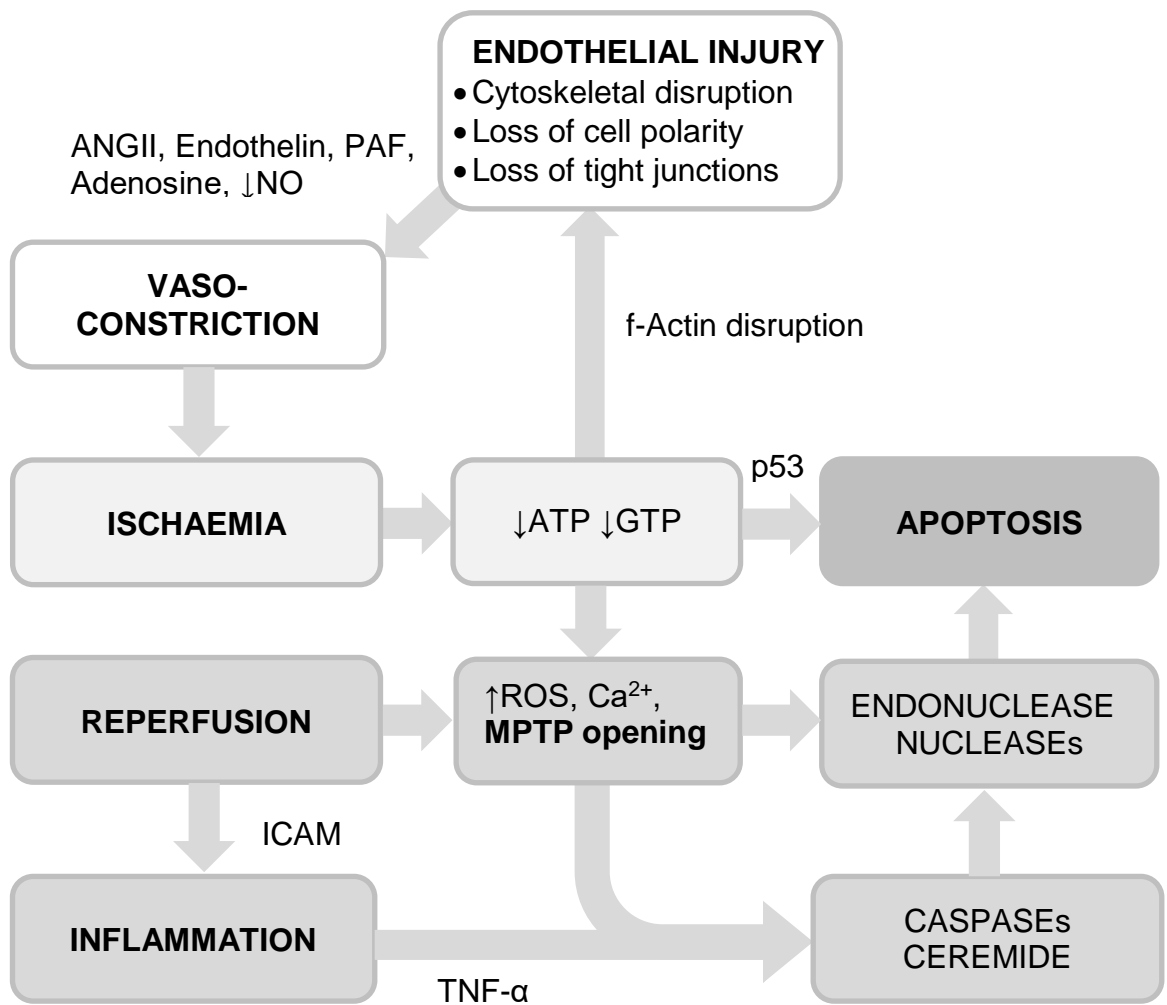 ENDOTHELIAL INJURY
• Cytoskeletal disruption
• Loss of cell polarity
• Loss of tight junctions
ANGII, Endothelin, PAF,
Adenosine, ↓NO
VASO-
CONSTRICTION
f-Actin disruption
p53
ISCHAEMIA
↓ATP ↓GTP
APOPTOSIS
REPERFUSION
↑ROS, Ca²⁺,
MPTP opening
ENDONUCLEASE
NUCLEASEs
ICAM
INFLAMMATION
CASPASEs
CEREMIDE
TNF-α